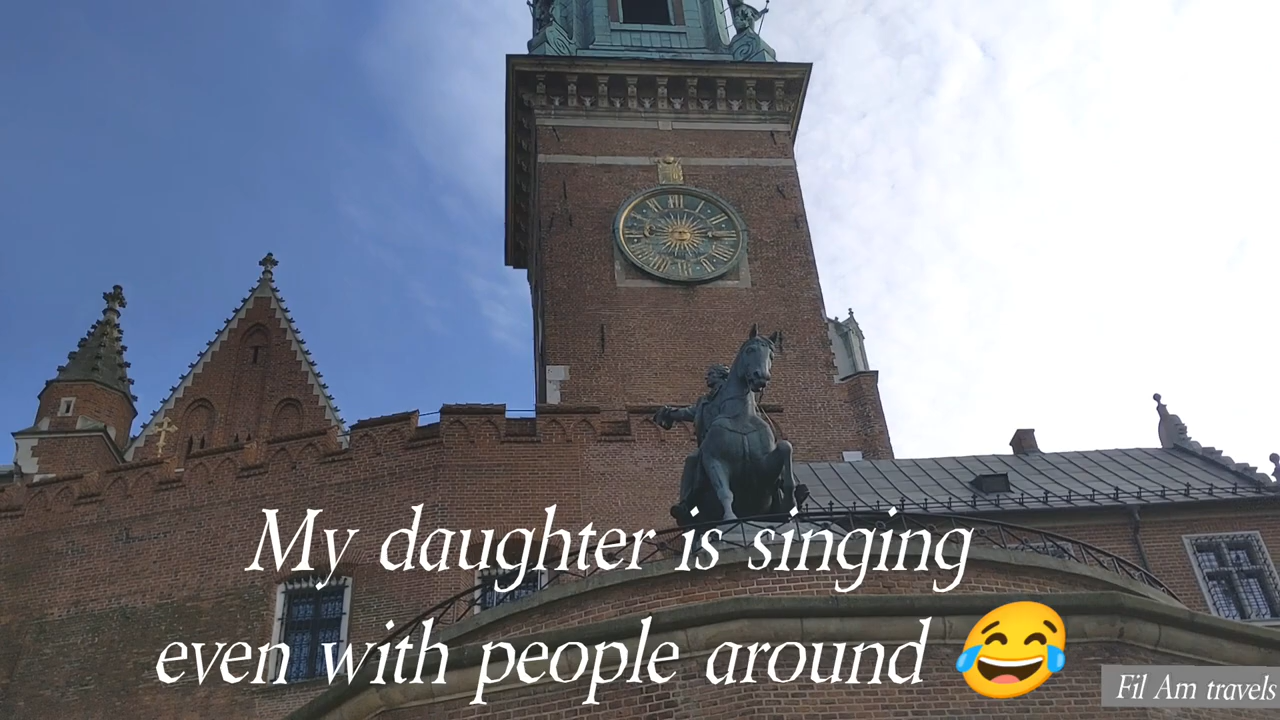 My daughter is singing
even with people around 😂
Fil Am travels